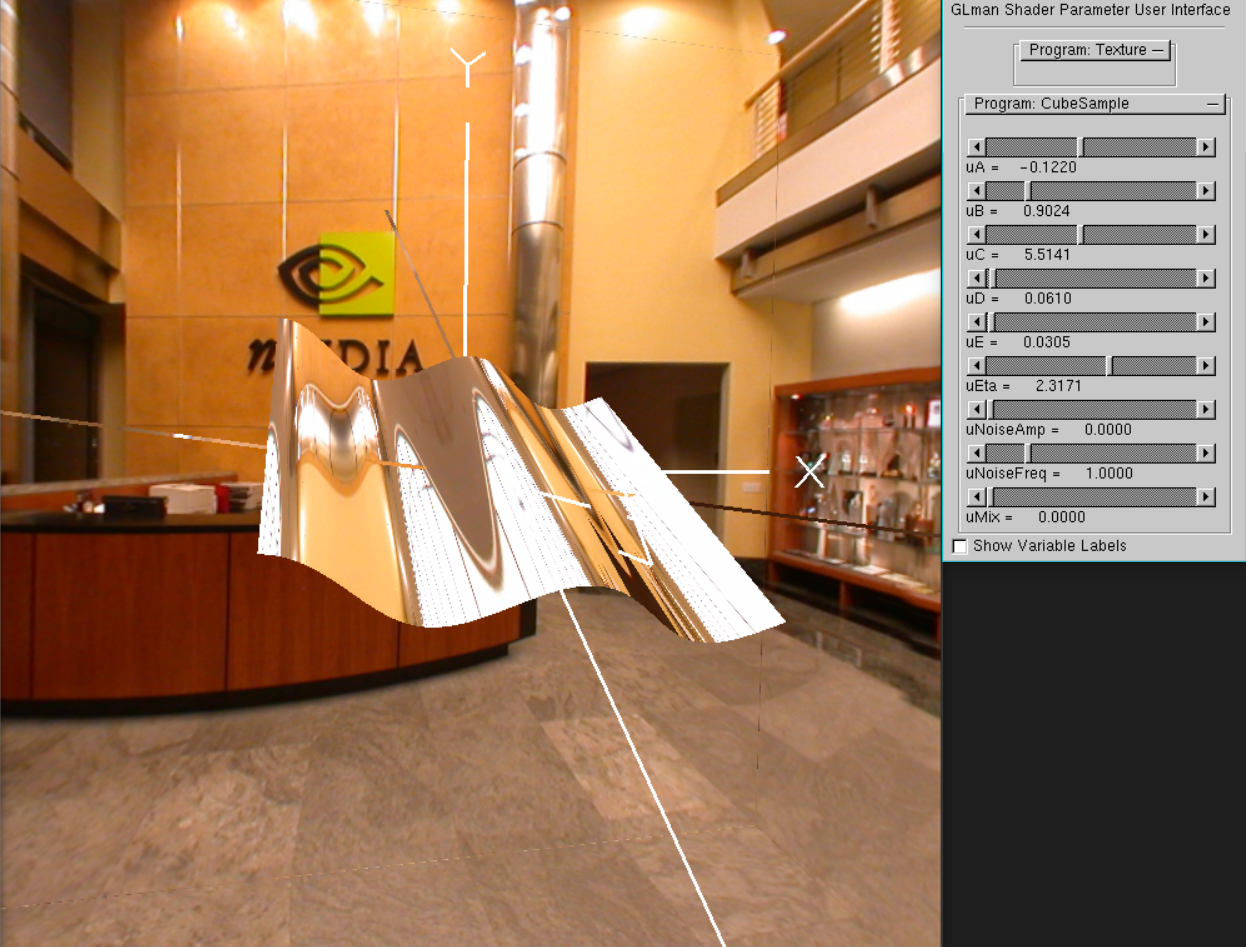 GLman Shader Parameter User Interface
Program: Texture
Program: CubeSample
uA = -0.1220
uB = 0.9024
uC = 5.5141
uD = 0.0610
uE = 0.0305
uEta = 2.3171
uNoiseAmp = 0.0000
uNoiseFreq = 1.0000
uMix = 0.0000
Show Variable Labels
Y
X